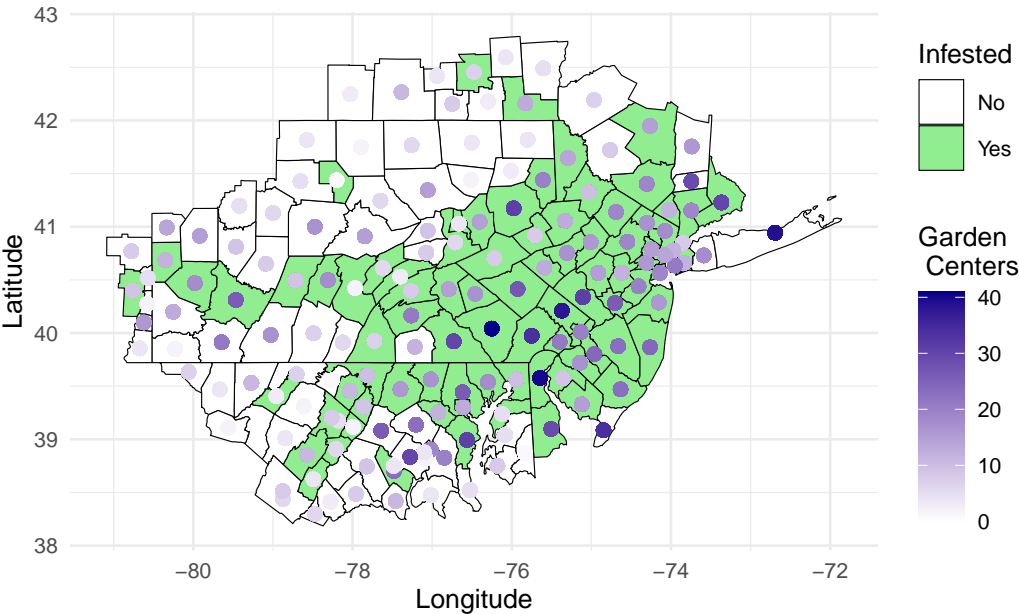 43
42
41
40
39
38
Latitude
−80
−78
−76
−74
−72
Longitude
Infested
No
Yes
Garden
Centers
40
30
20
10
0